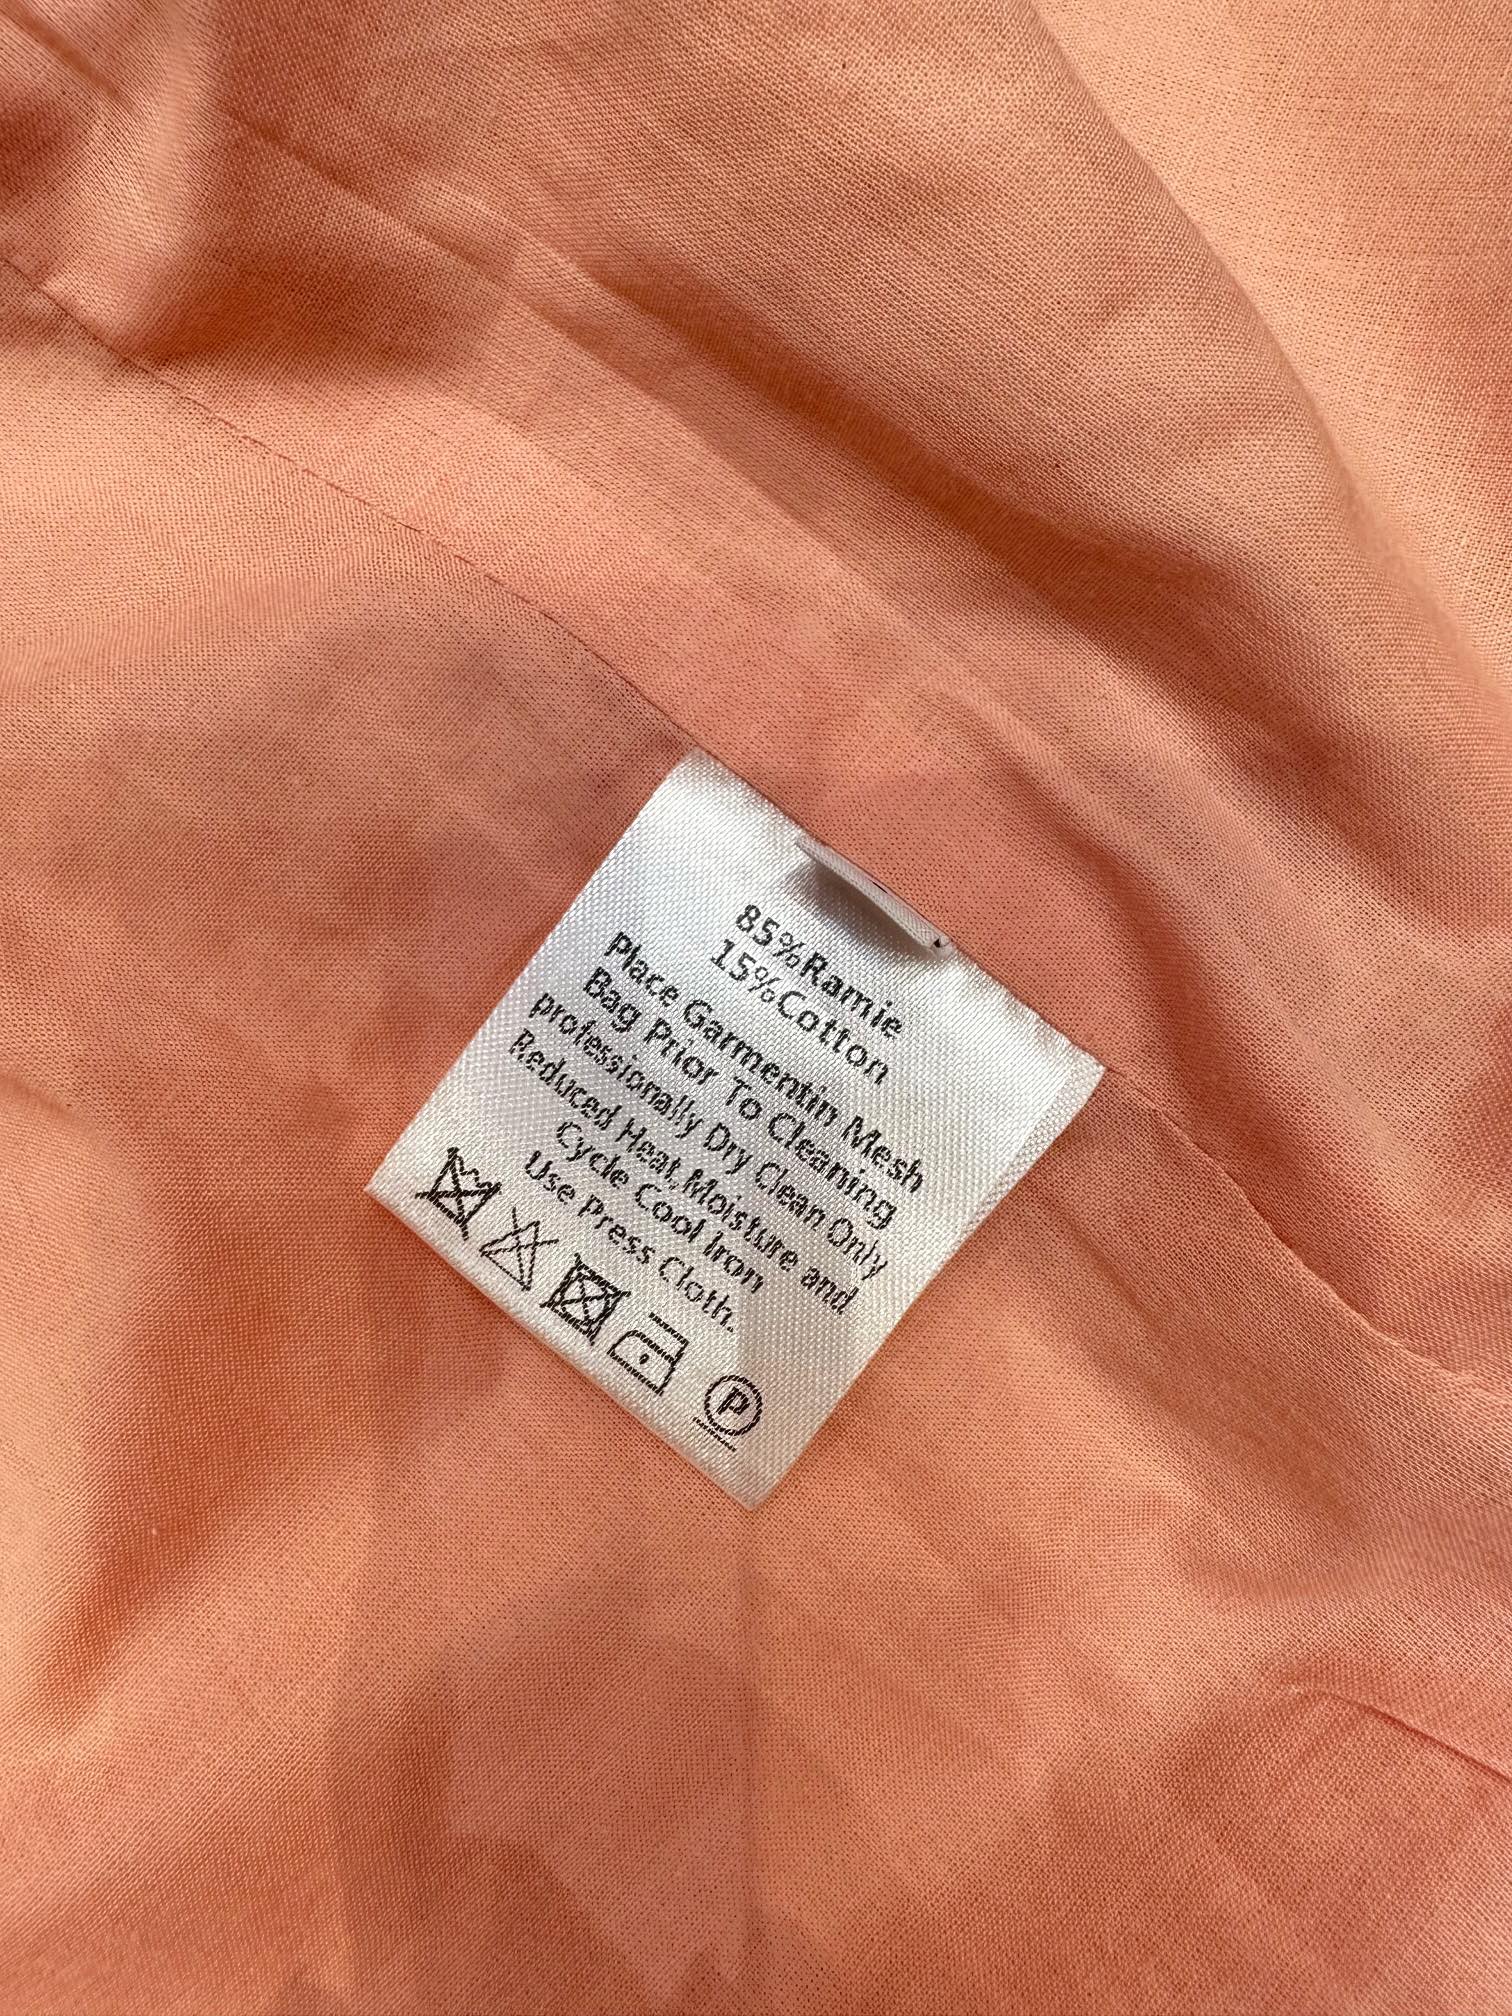 85%Ramie
15%Cotton
Place Garmentin Mesh
Bag Prior To Cleaning
professionally Dry Clean Only
Reduced Heat,Moisture and
Cycle Cool Iron
Use Press Cloth.
P